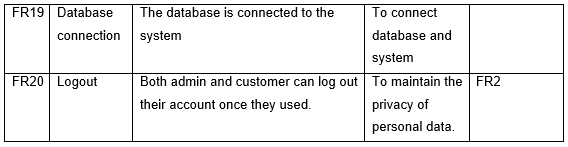 FR19 Database The database is connected to the To connect
connection system database and
system
FR20 Logout Both admin and customer can log out To maintain the FR2
their account once they used. privacy of
personal data.